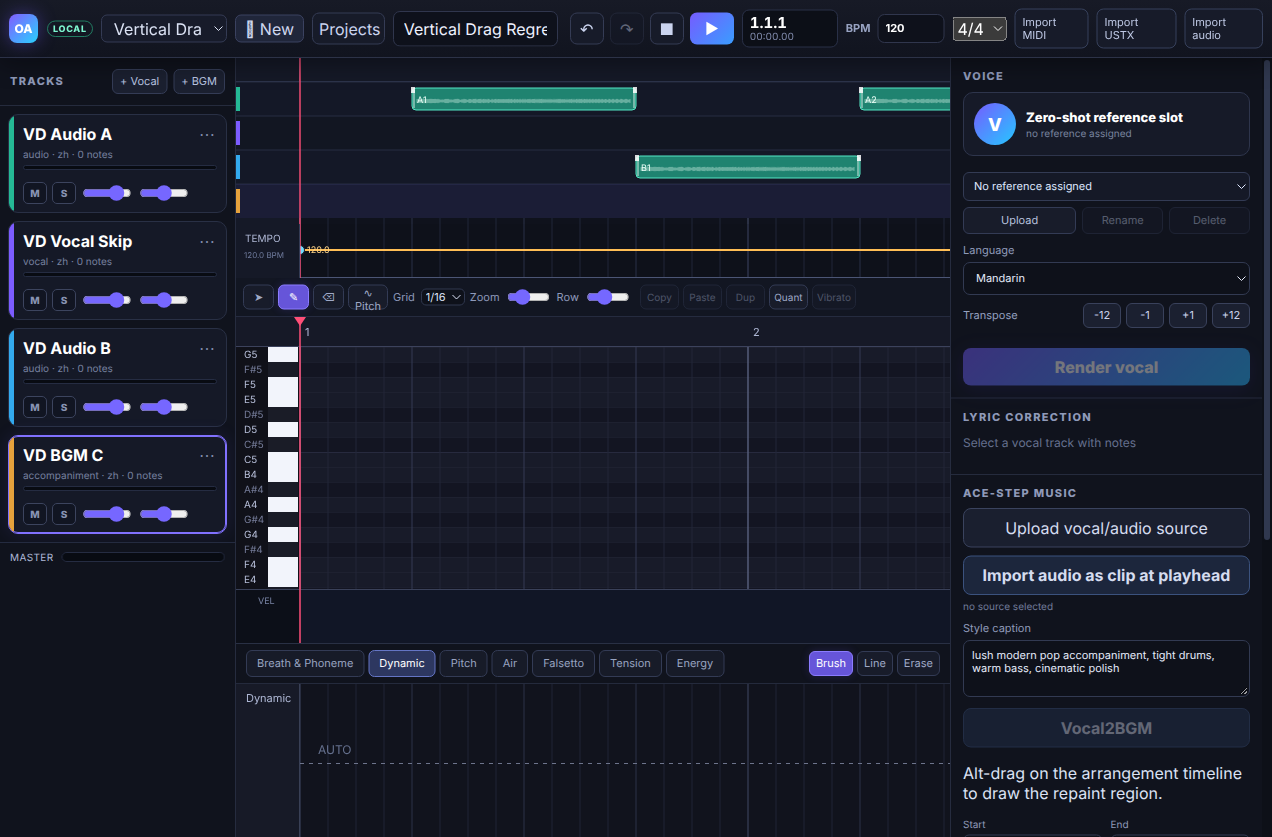 OA
LOCAL
Vertical Dra
New
Projects
Vertical Drag Regre
1.1.1
00:00.00
BPM
120
4/4
Import MIDI
Import USTX
Import audio
TRACKS
+ Vocal
+ BGM
VD Audio A
...
audio · zh · 0 notes
M
S
VD Vocal Skip
...
vocal · zh · 0 notes
M
S
VD Audio B
...
audio · zh · 0 notes
M
S
VD BGM C
...
accompaniment · zh · 0 notes
M
S
MASTER
A1
A2
B1
TEMPO
120.0 BPM
120.0
Pitch
Grid
1/16
Zoom
Row
Copy
Paste
Dup
Quant
Vibrato
1
2
G5
F#5
F5
E5
D#5
D5
C#5
C5
B4
A#4
A4
G#4
G4
F#4
F4
E4
VEL
Breath & Phoneme
Dynamic
Pitch
Air
Falsetto
Tension
Energy
Brush
Line
Erase
Dynamic
AUTO
VOICE
V
Zero-shot reference slot
no reference assigned
No reference assigned
Upload
Rename
Delete
Language
Mandarin
Transpose
-12
-1
+1
+12
Render vocal
LYRIC CORRECTION
Select a vocal track with notes
ACE-STEP MUSIC
Upload vocal/audio source
Import audio as clip at playhead
no source selected
Style caption
lush modern pop accompaniment, tight drums,
warm bass, cinematic polish
Vocal2BGM
Alt-drag on the arrangement timeline
to draw the repaint region.
Start
End